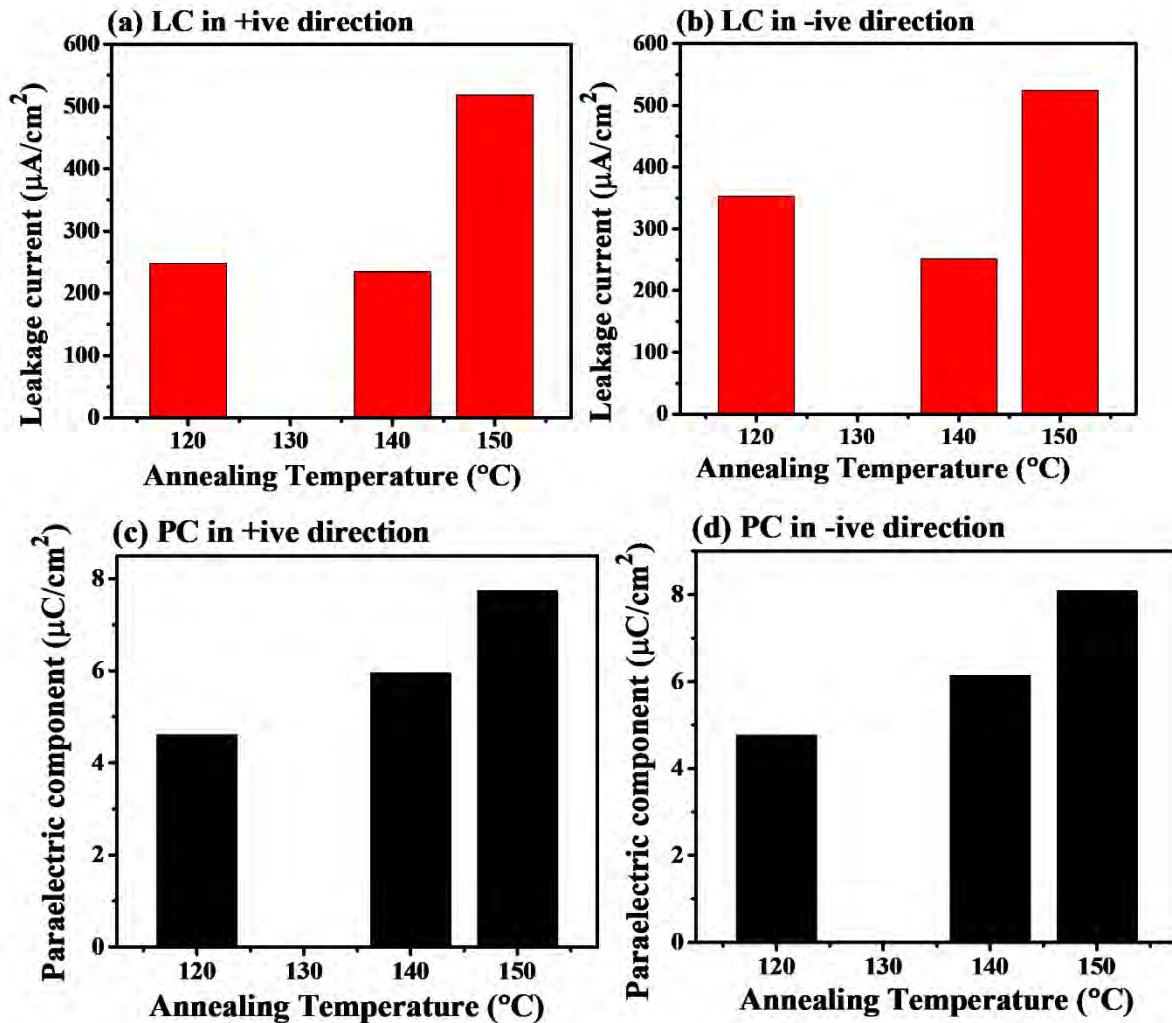 (a) LC in +ive direction
Leakage current (μA/cm²)
600
500
400
300
200
100
0
120 130 140 150
Annealing Temperature (°C)
(b) LC in -ive direction
Leakage current (μA/cm²)
600
500
400
300
200
100
0
120 130 140 150
Annealing Temperature (°C)
(c) PC in +ive direction
Paraelectric component (μC/cm²)
8
6
4
2
0
120 130 140 150
Annealing Temperature (°C)
(d) PC in -ive direction
Paraelectric component (μC/cm²)
8
6
4
2
0
120 130 140 150
Annealing Temperature (°C)